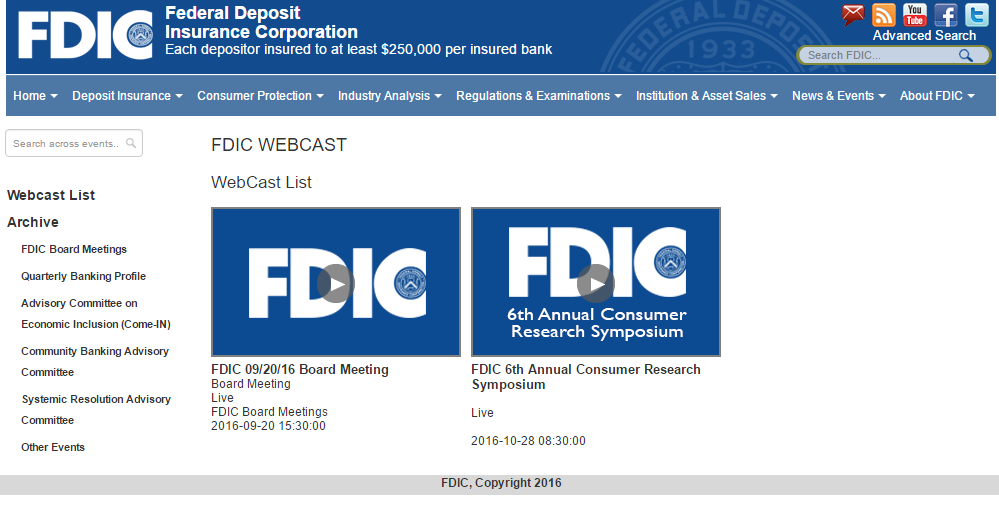 FDIC
Federal Deposit
Insurance Corporation
Each depositor insured to at least $250,000 per insured bank
FEDERAL DEPOSIT
1933
You
Tube
Advanced Search
Search FDIC...
Home
Deposit Insurance
Consumer Protection
Industry Analysis
Regulations & Examinations
Institution & Asset Sales
News & Events
About FDIC
Search across events..
Webcast List
Archive
FDIC Board Meetings
Quarterly Banking Profile
Advisory Committee on
Economic Inclusion (Come-IN)
Community Banking Advisory
Committee
Systemic Resolution Advisory
Committee
Other Events
FDIC WEBCAST
WebCast List
FDIC
FDIC 09/20/16 Board Meeting
Board Meeting
Live
FDIC Board Meetings
2016-09-20 15:30:00
FDIC
6th Annual Consumer
Research Symposium
FDIC 6th Annual Consumer Research
Symposium
Live
2016-10-28 08:30:00
FDIC, Copyright 2016